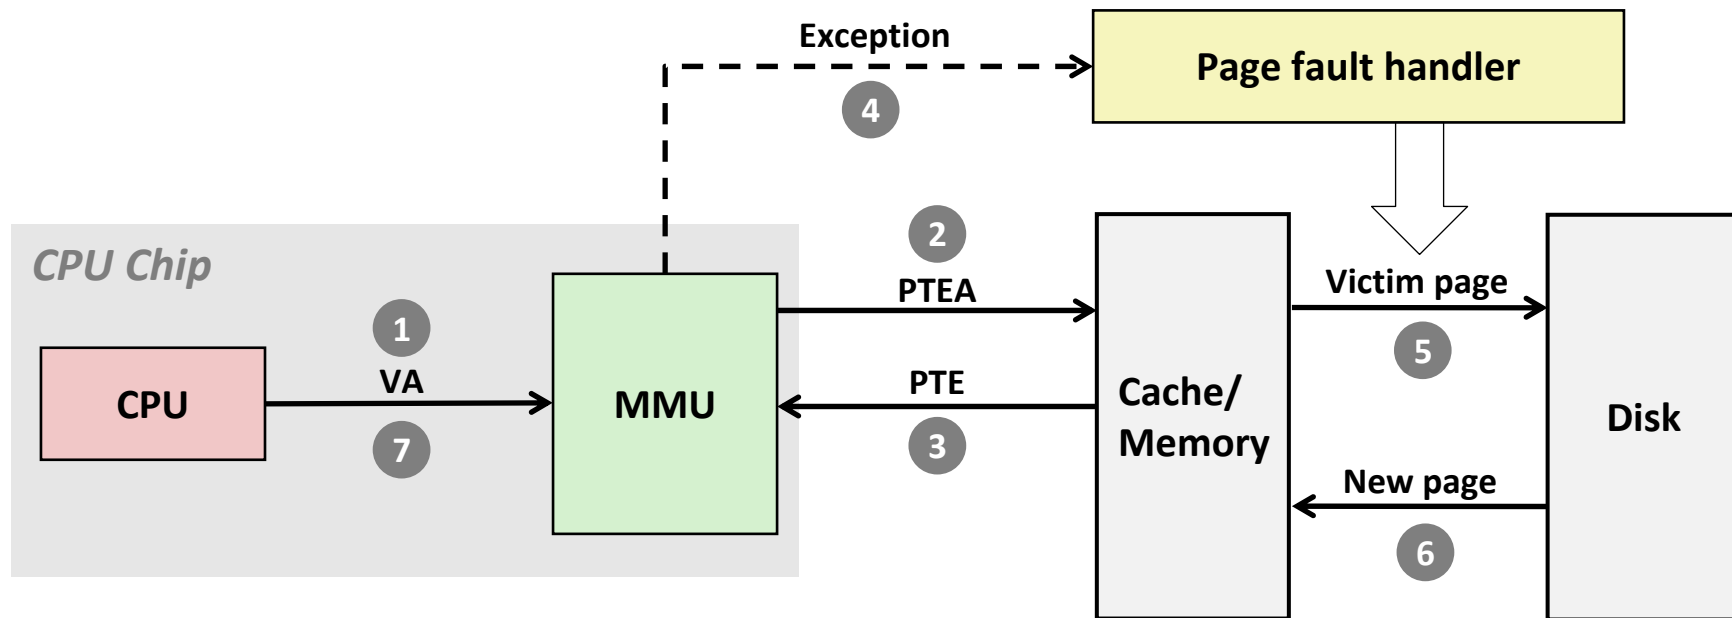 Exception
4
Page fault handler
CPU Chip
2
PTEA
Victim page
1
VA
7
CPU
MMU
PTE
3
Cache/
Memory
5
Disk
New page
6